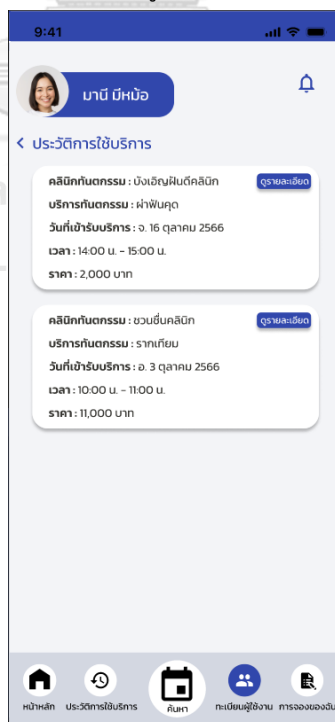 9:41
มานี มีหม้อ
ประวัติการใช้บริการ
คลินิกทันตกรรม : บังเอิญฟันดีคลินิก
ดูรายละเอียด
บริการทันตกรรม : ผ่าฟันคุด
วันที่เข้ารับบริการ : จ. 16 ตุลาคม 2566
เวลา : 14:00 น. - 15:00 น.
ราคา : 2,000 บาท
คลินิกทันตกรรม : ชวนชื่นคลินิก
ดูรายละเอียด
บริการทันตกรรม : รากเทียม
วันที่เข้ารับบริการ : อ. 3 ตุลาคม 2566
เวลา : 10:00 น. - 11:00 น.
ราคา : 11,000 บาท
หน้าหลัก ประวัติการใช้บริการ ค้นหา ทะเบียนผู้ใช้งาน การจองของฉัน